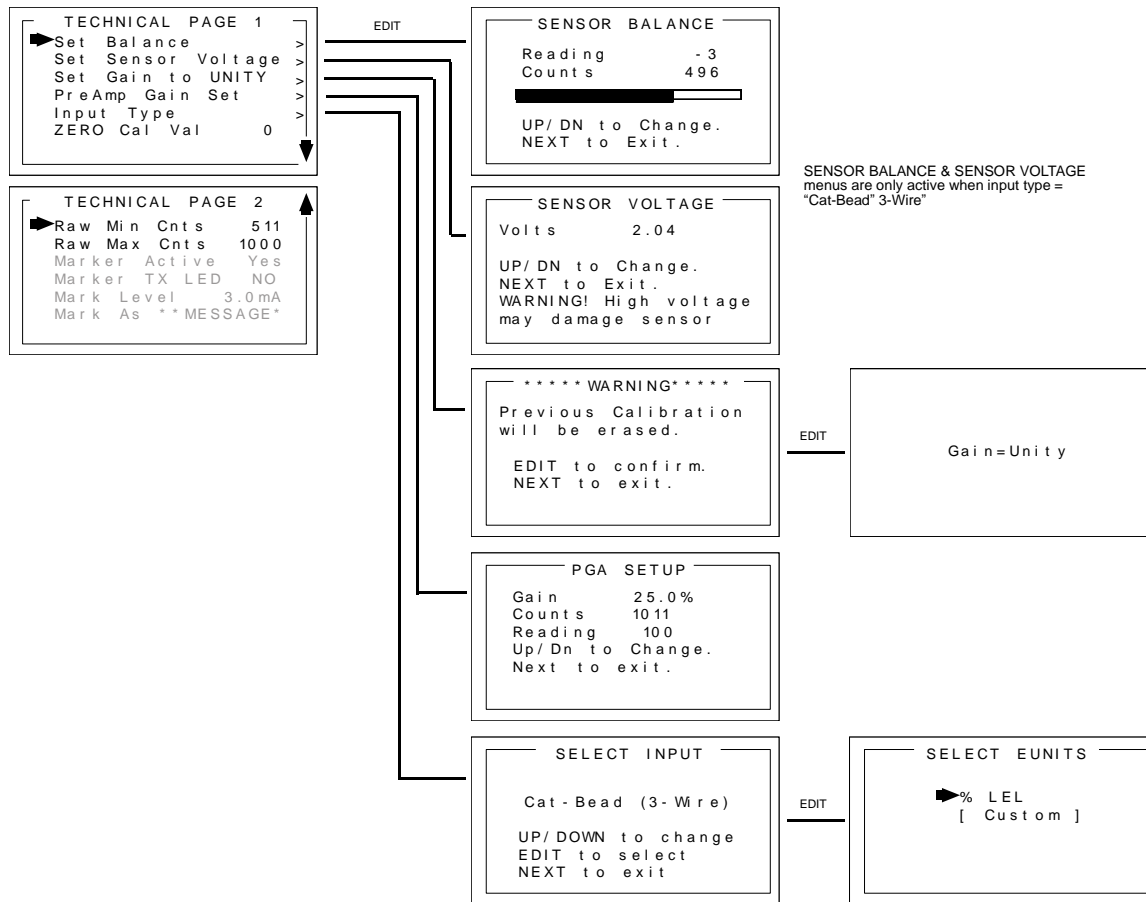 TECHNICAL PAGE 1
Set Balance >
Set Sensor Voltage >
Set Gain to UNITY >
PreAmp Gain Set >
Input Type >
ZERO Cal Val 0
EDIT
SENSOR BALANCE
Reading -3
Counts 496
UP/DN to Change.
NEXT to Exit.
SENSOR BALANCE & SENSOR VOLTAGE
menus are only active when input type =
“Cat-Bead” 3-Wire”
TECHNICAL PAGE 2
Raw Min Cnts 511
Raw Max Cnts 1000
Marker Active Yes
Marker TX LED NO
Mark Level 3.0mA
Mark As **MESSAGE*
SENSOR VOLTAGE
Volts 2.04
UP/DN to Change.
NEXT to Exit.
WARNING! High voltage
may damage sensor
*****WARNING*****
Previous Calibration
will be erased.
EDIT to confirm.
NEXT to exit.
EDIT
Gain=Unity
PGA SETUP
Gain 25.0%
Counts 1011
Reading 100
Up/Dn to Change.
Next to exit.
SELECT INPUT
Cat-Bead (3-Wire)
UP/DOWN to change
EDIT to select
NEXT to exit
EDIT
SELECT EUNITS
% LEL
[ Custom ]